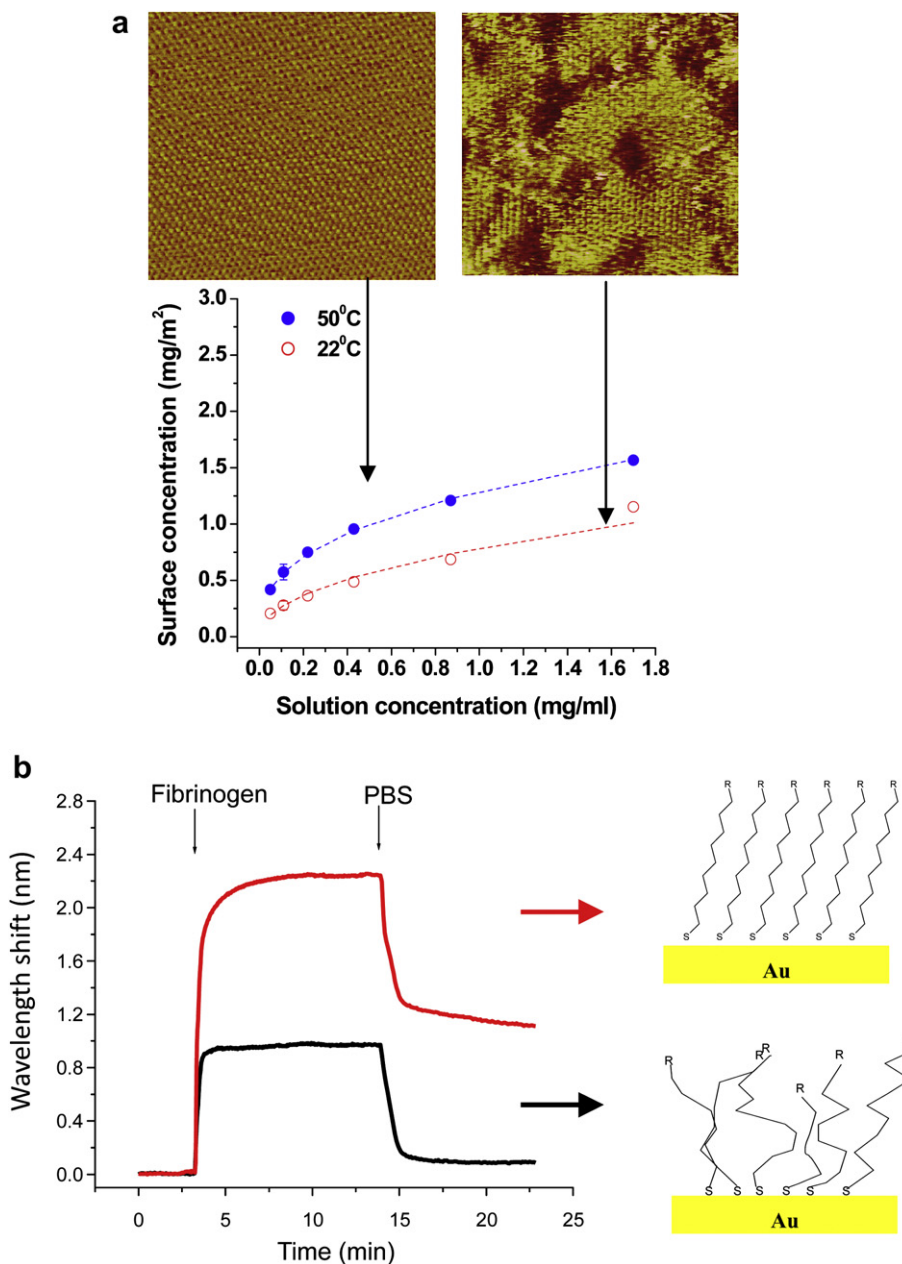 a
3.0
2.5
2.0
1.5
1.0
0.5
0.0
50⁰C
22⁰C
Surface concentration (mg/m²)
0.0 0.2 0.4 0.6 0.8 1.0 1.2 1.4 1.6 1.8
Solution concentration (mg/ml)
b
2.8
2.4
2.0
1.6
1.2
0.8
0.4
0.0
Fibrinogen
PBS
Wavelength shift (nm)
0 5 10 15 20 25
Time (min)
R R R R R R
S S S S S S
Au
R R R R R R
S S S S S S
Au